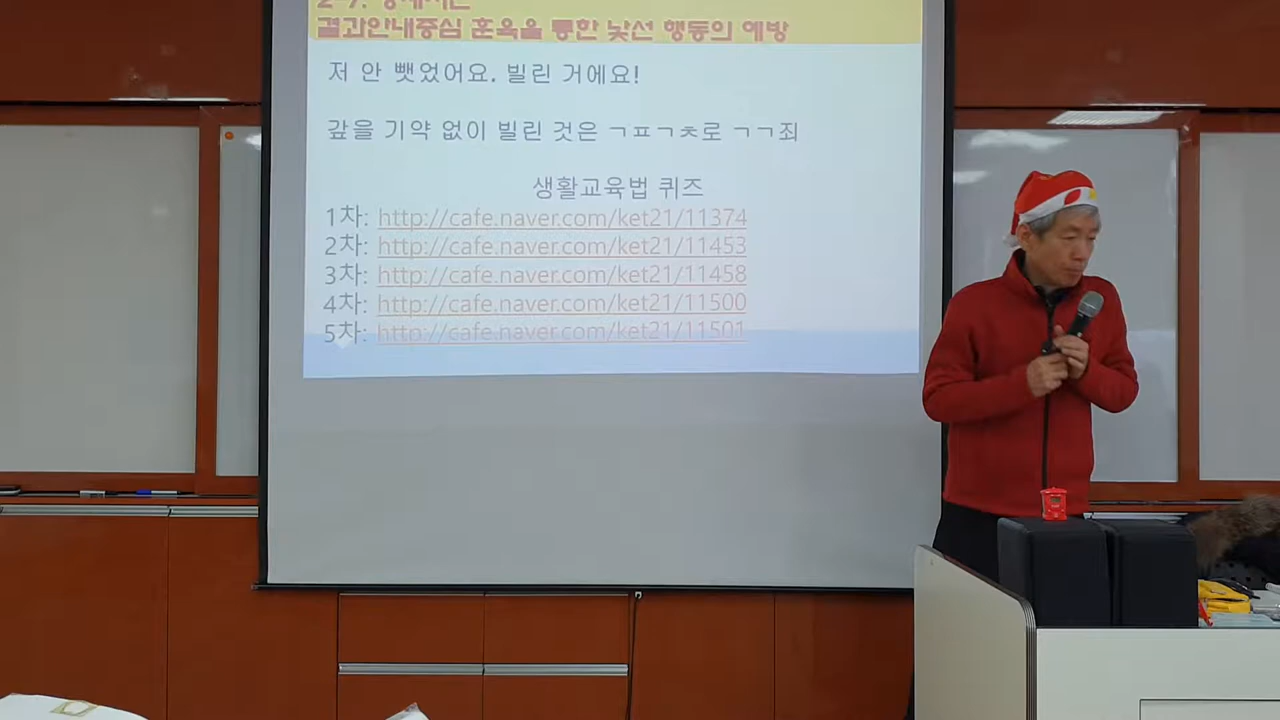 결과안내중심 훈육을 통한 낯선 행동의 예방
저 안 뺏었어요. 빌린 거에요!
갚을 기약 없이 빌린 것은 ㄱㅍㄱㅊ로 ㄱㄱ죄
생활교육법 퀴즈
1차: http://cafe.naver.com/ket21/11374
2차: http://cafe.naver.com/ket21/11453
3차: http://cafe.naver.com/ket21/11458
4차: http://cafe.naver.com/ket21/11500
5차: http://cafe.naver.com/ket21/11501